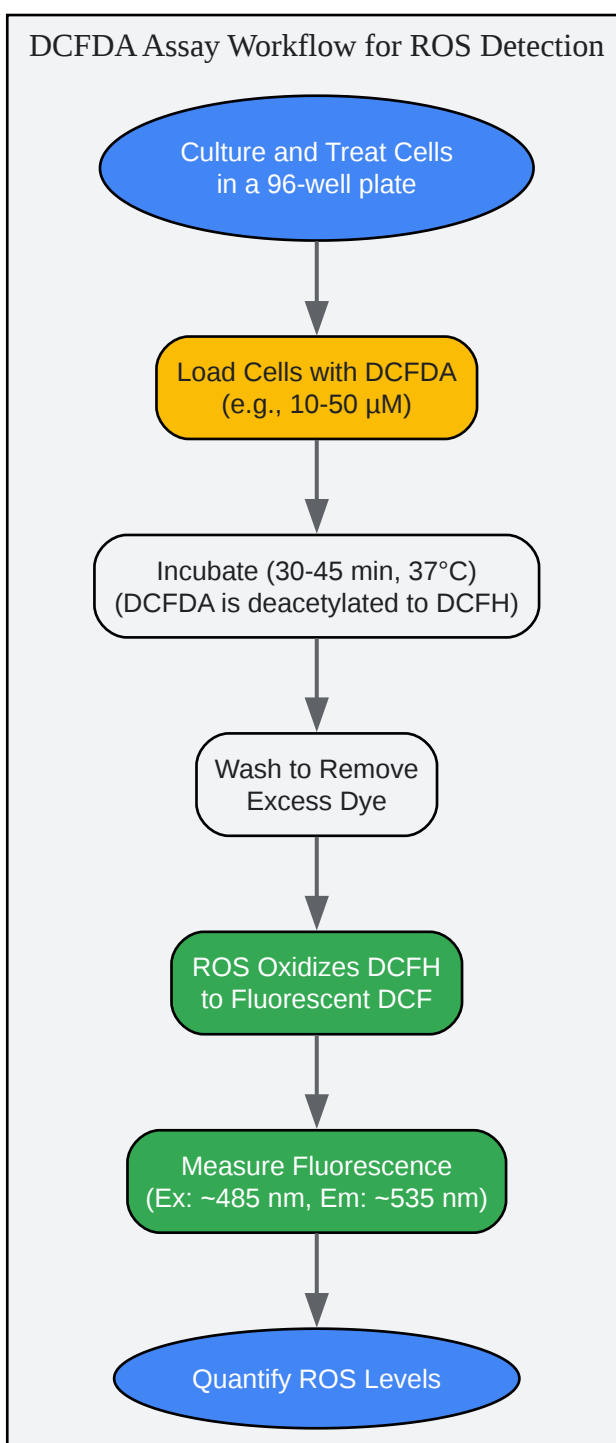 DCFDA Assay Workflow for ROS Detection
Culture and Treat Cells
in a 96-well plate
Load Cells with DCFDA
(e.g., 10-50 µM)
Incubate (30-45 min, 37°C)
(DCFDA is deacetylated to DCFH)
Wash to Remove
Excess Dye
ROS Oxidizes DCFH
to Fluorescent DCF
Measure Fluorescence
(Ex: ~485 nm, Em: ~535 nm)
Quantify ROS Levels